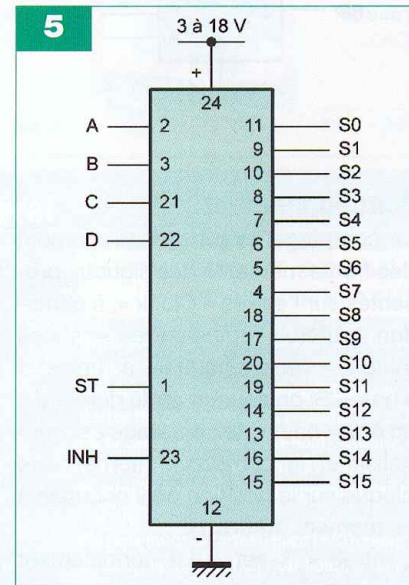 5
3 à 18 V
+
24
A 2 11 S0
9 S1
B 3 10 S2
8 S3
C 21 7 S4
6 S5
D 22 5 S6
4 S7
18 S8
17 S9
20 S10
ST 1 19 S11
14 S12
13 S13
INH 23 16 S14
15 S15
12
-